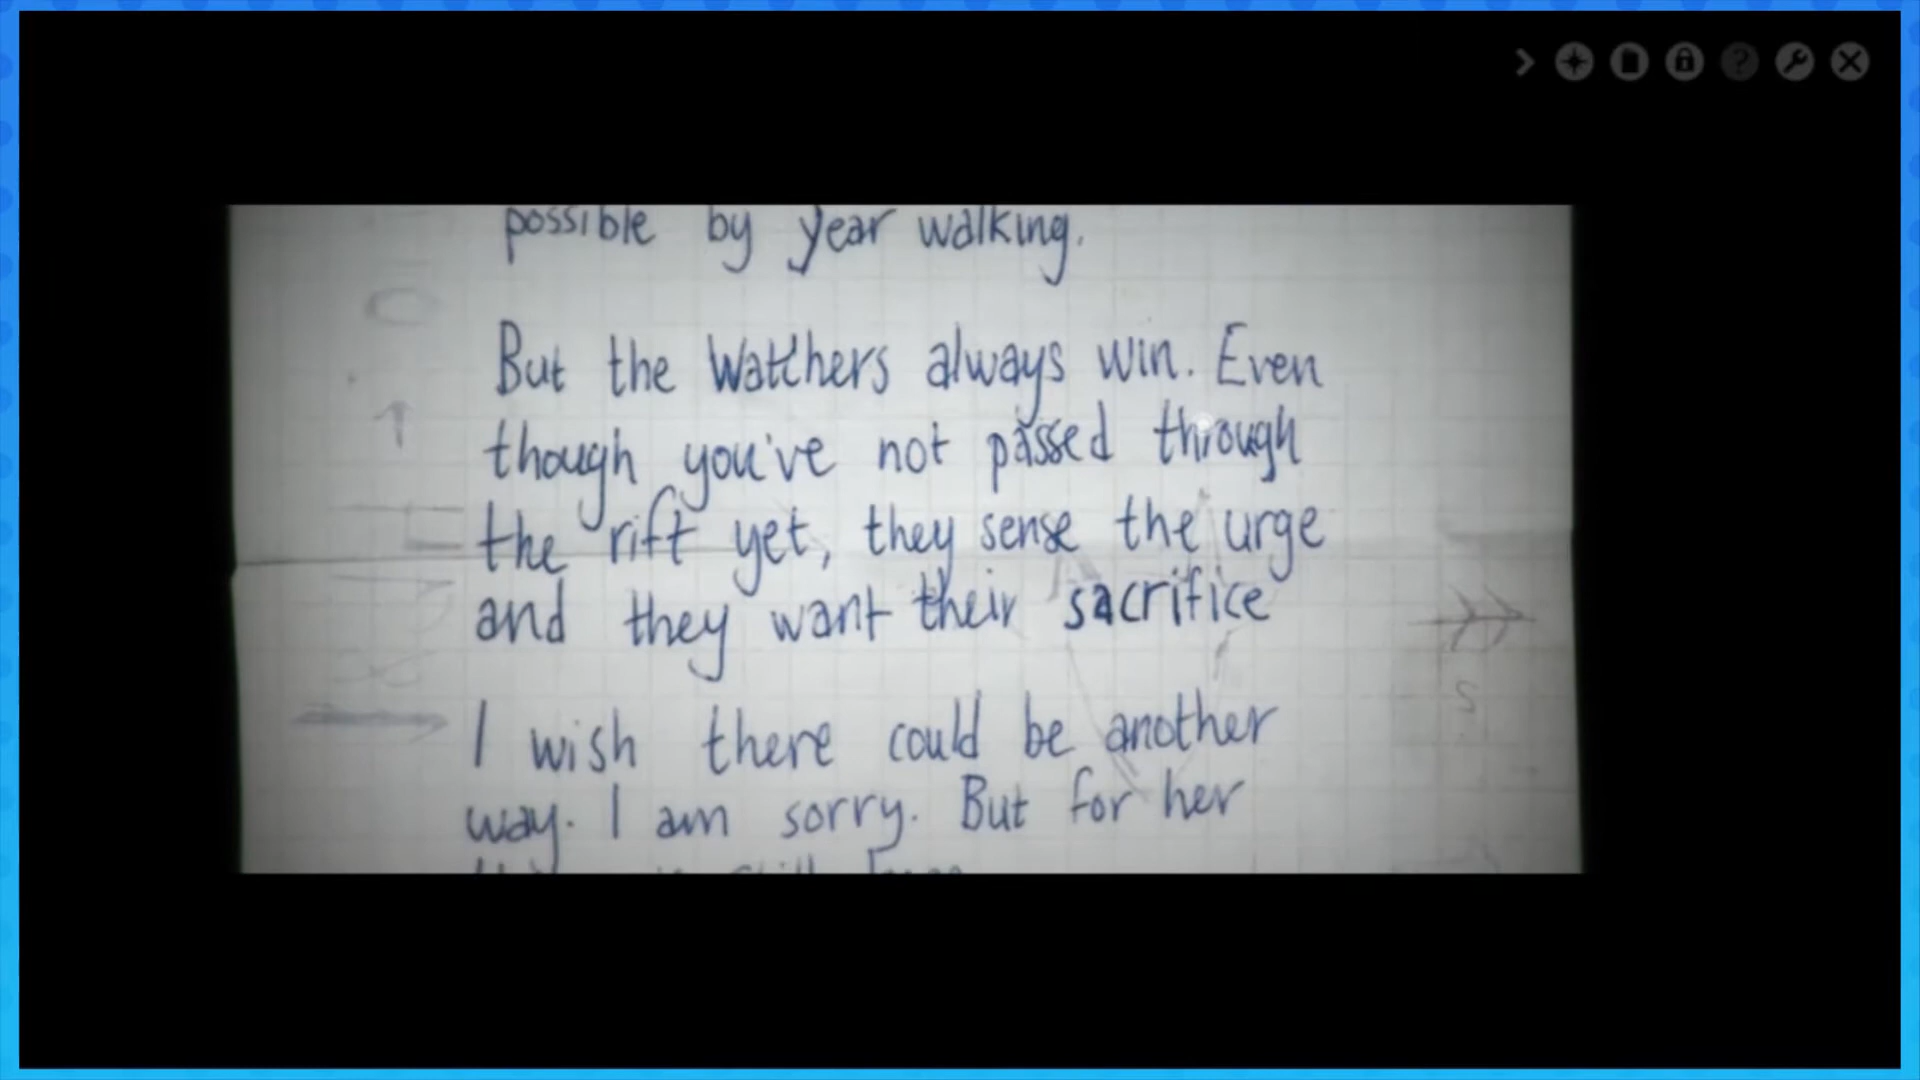 possible by year walking.
But the Watchers always win. Even
though you've not passed through
the rift yet, they sense the urge
and they want their sacrifice
I wish there could be another
way. I am sorry. But for her